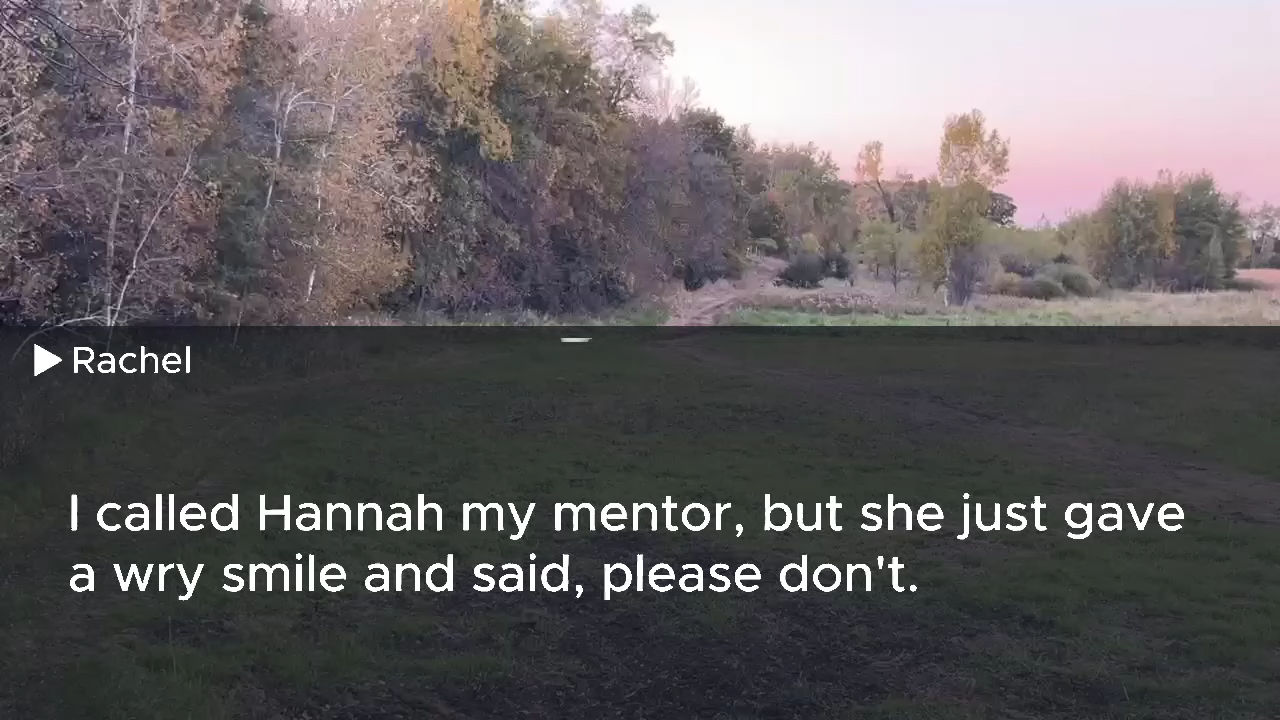 Rachel
I called Hannah my mentor, but she just gave
a wry smile and said, please don't.